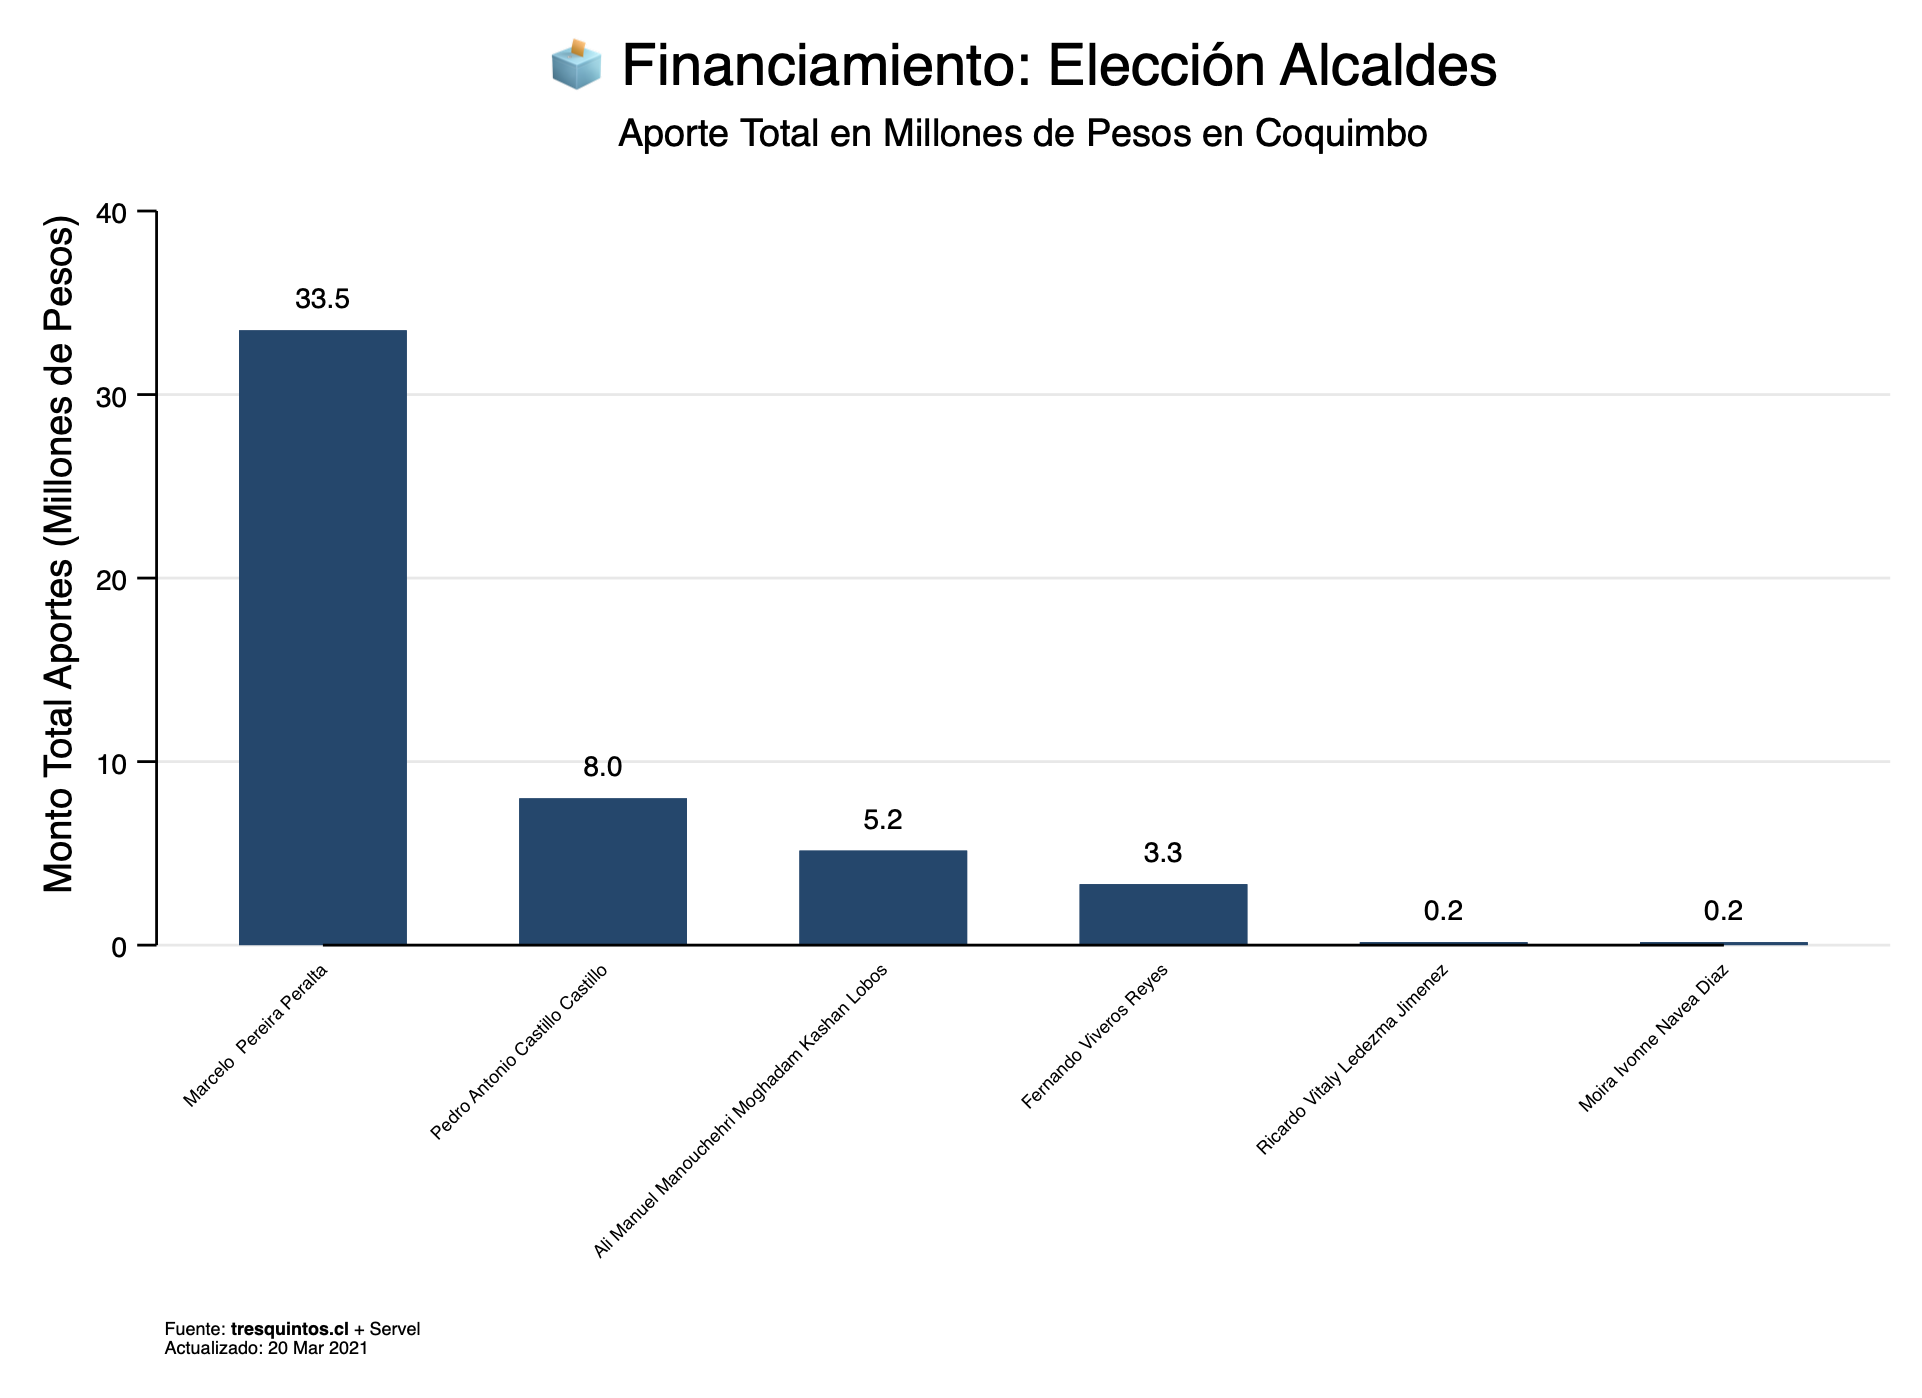 Financiamiento: Elección Alcaldes
Aporte Total en Millones de Pesos en Coquimbo
Monto Total Aportes (Millones de Pesos)
40
30
20
10
0
33.5
8.0
5.2
3.3
0.2
0.2
Marcelo  Pereira Peralta
Pedro Antonio Castillo Castillo
Ali Manuel Manouchehri Moghadam Kashan Lobos
Fernando Viveros Reyes
Ricardo Vitaly Ledezma Jimenez
Moira Ivonne Navea Diaz
Fuente: tresquintos.cl + Servel
Actualizado: 20 Mar 2021